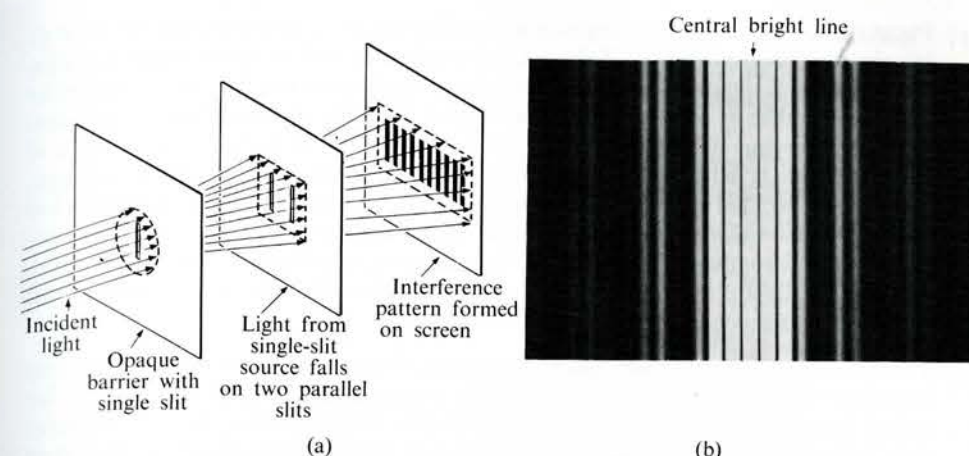 Central bright line
Incident
light
Opaque
barrier with
single slit
Light from
single-slit
source falls
on two parallel
slits
Interference
pattern formed
on screen
(a)
(b)